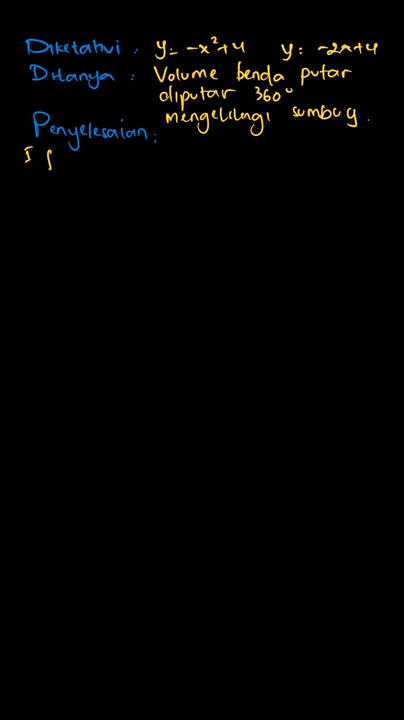 Diketahui : y = -x²+4 y = -2x+4
Ditanya : Volume benda putar
diputar 360°
mengelilingi sumbu y.
Penyelesaian :
I ∫